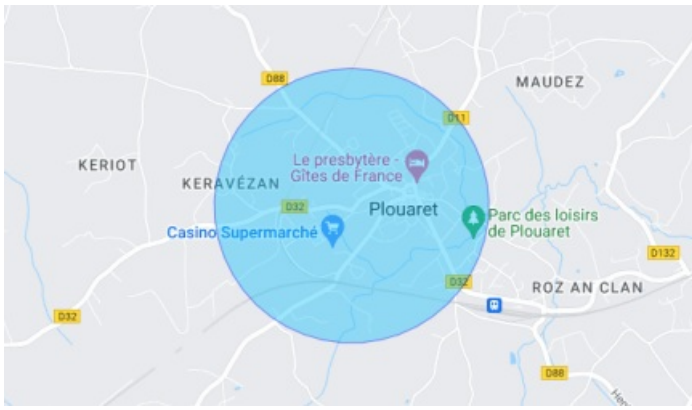 D88
MAUDEZ
D11
Le presbytère -
Gîtes de France
KERIOT
KERAVÉZAN
D32
Plouaret
Parc des loisirs
de Plouaret
Casino Supermarché
D132
D32
ROZ AN CLAN
D32
D88
Hen